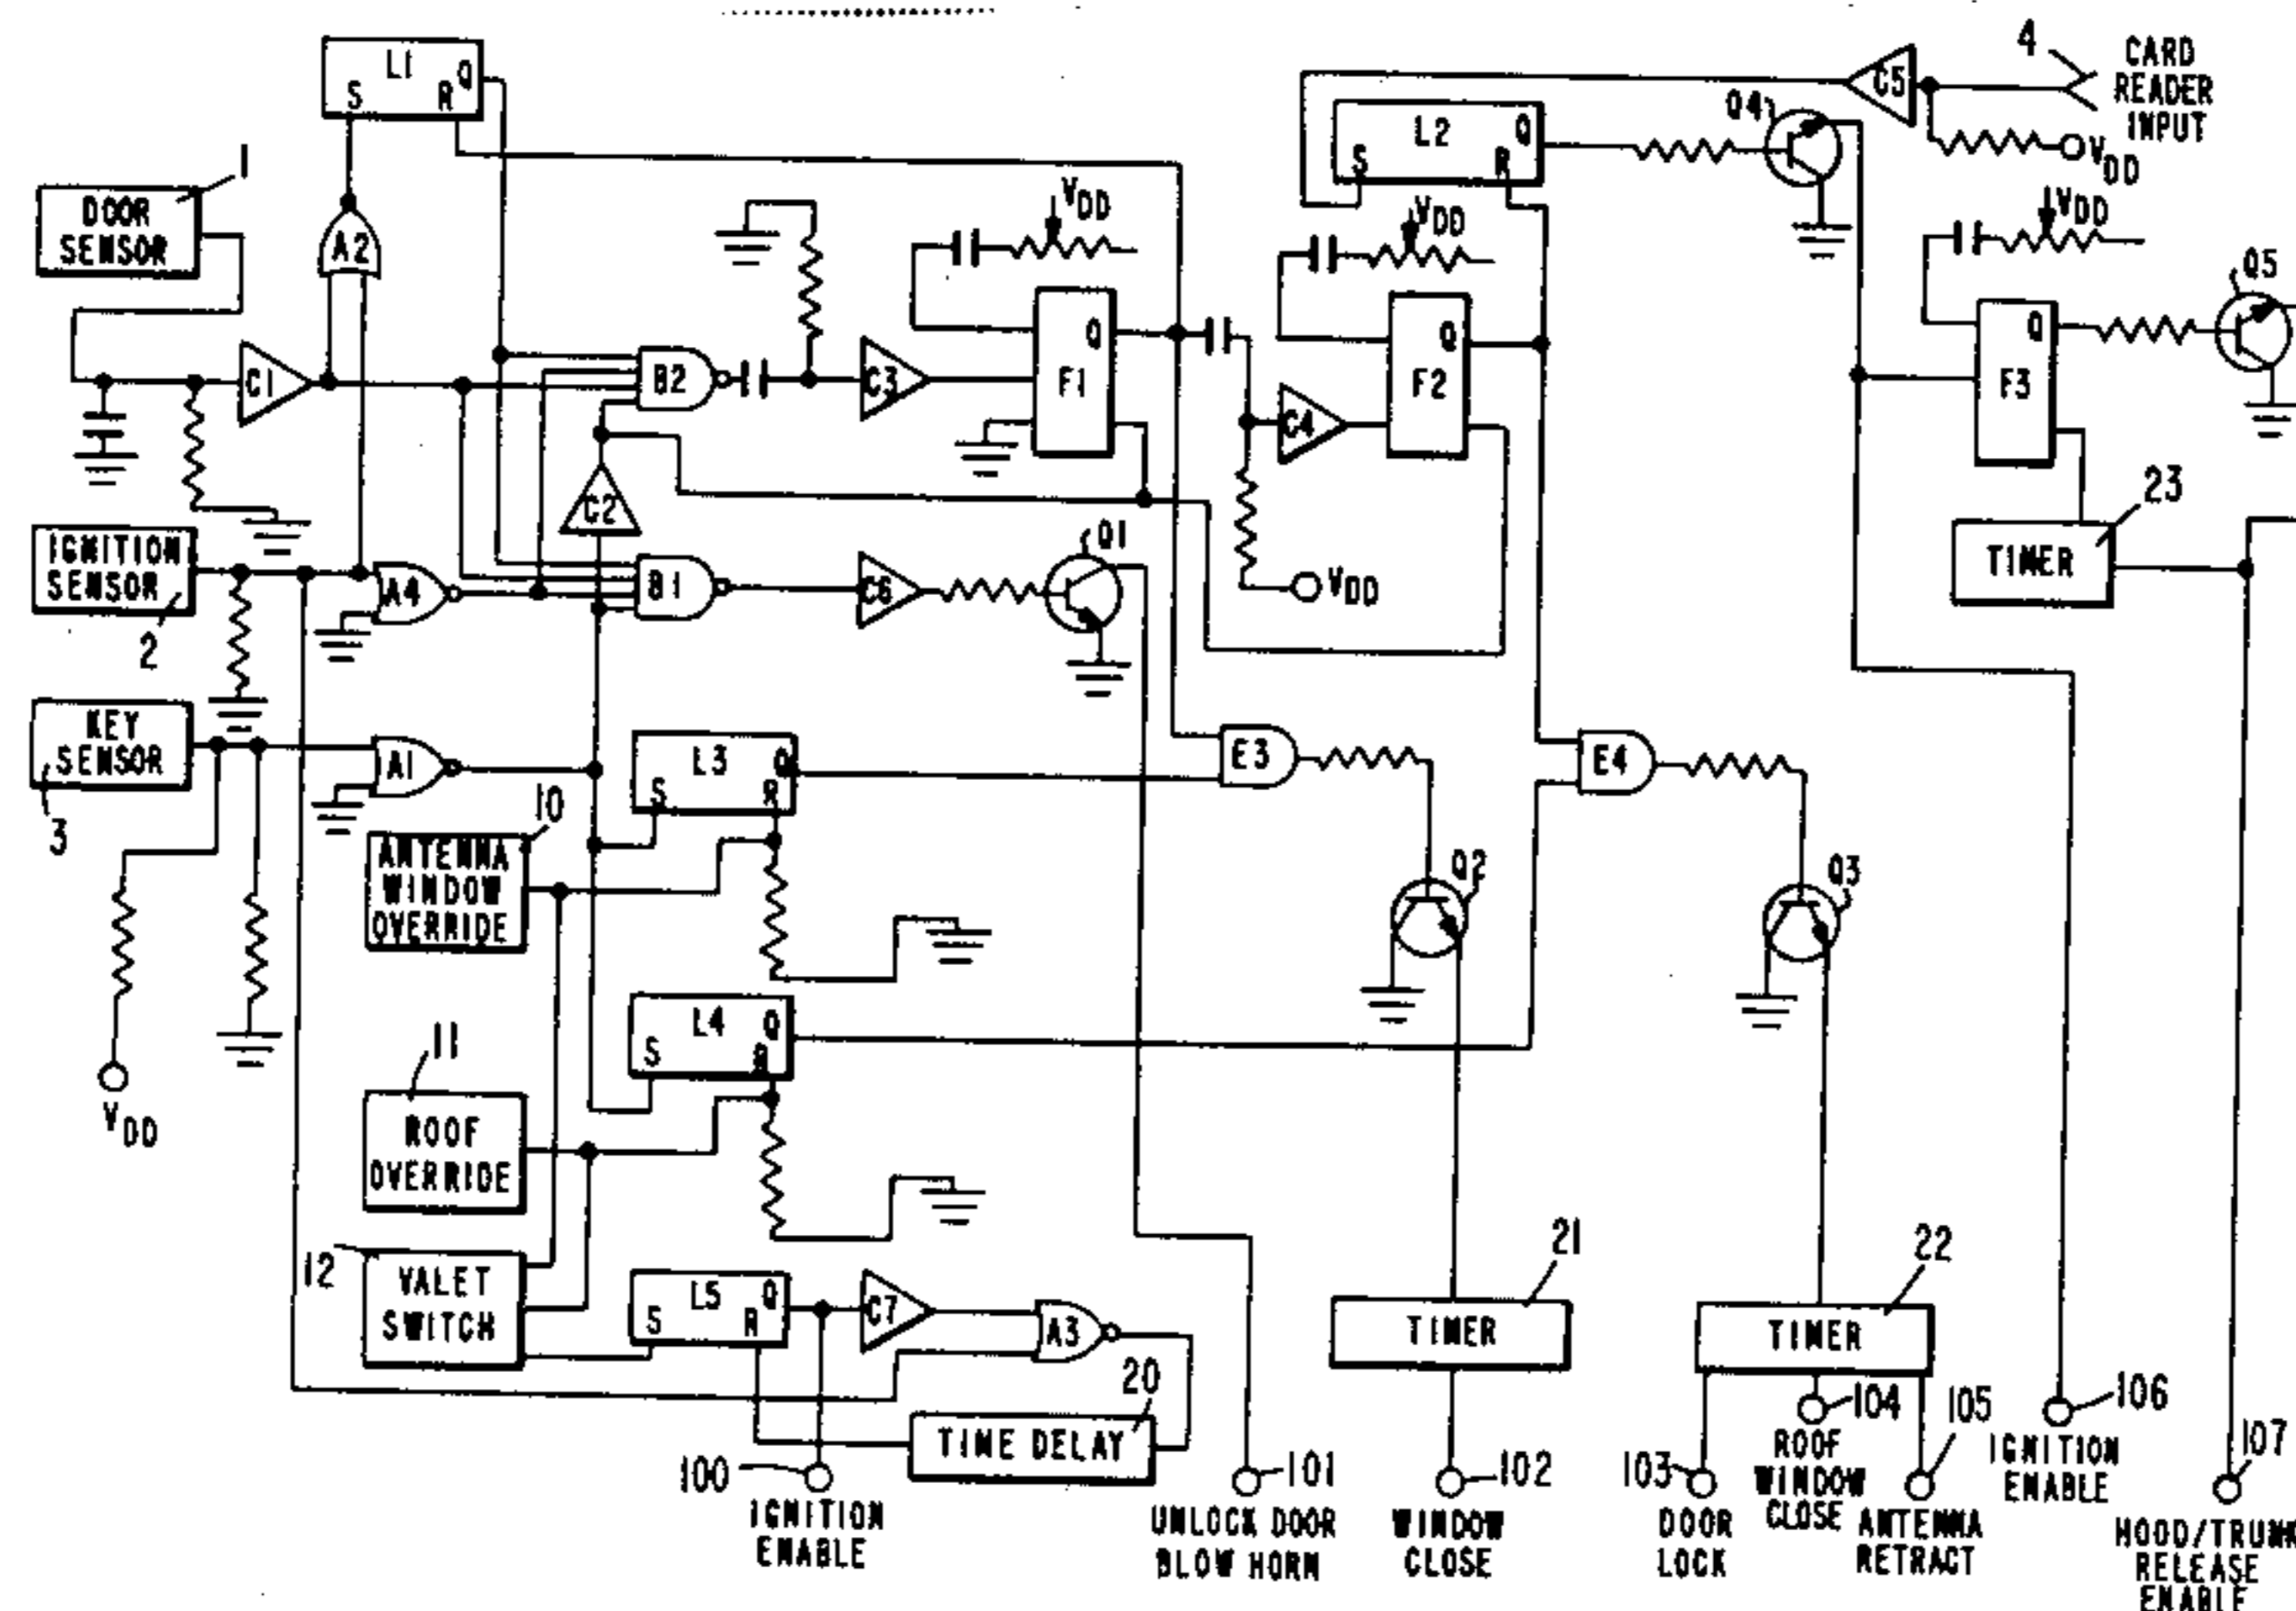 L1
S
R
Q
4
CARD
READER
INPUT
C5
VDD
1
DOOR
SENSOR
A2
VDD
L2
S
R
Q
Q4
VDD
VDD
Q5
C1
B2
C3
F1
Q
C4
F2
Q
F3
Q
C2
23
TIMER
IGNITION
SENSOR
2
A4
B1
C6
Q1
VDD
KEY
SENSOR
3
A1
L3
S
R
Q
E3
E4
10
ANTENNA
WINDOW
OVERRIDE
Q2
Q3
L4
S
R
Q
11
ROOF
OVERRIDE
VDD
12
VALET
SWITCH
L5
S
R
Q
C7
A3
21
TIMER
22
TIMER
20
TIME DELAY
100
IGNITION
ENABLE
101
UNLOCK DOOR
BLOW HORN
102
WINDOW
CLOSE
103
DOOR
LOCK
104
ROOF
WINDOW
CLOSE
105
ANTENNA
RETRACT
106
IGNITION
ENABLE
107
HOOD/TRUNK
RELEASE
ENABLE